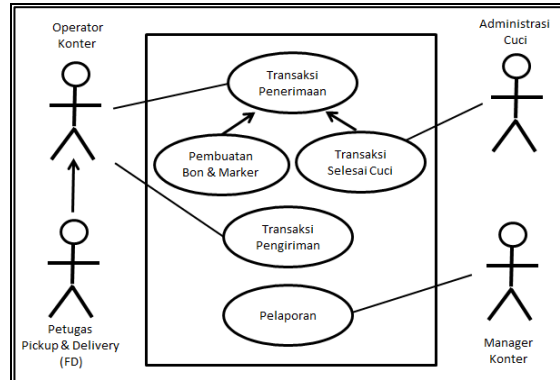 Operator
Konter
Administrasi
Cuci
Transaksi
Penerimaan
Pembuatan
Bon & Marker
Transaksi
Selesai Cuci
Transaksi
Pengiriman
Pelaporan
Petugas
Pickup & Delivery
(FD)
Manager
Konter